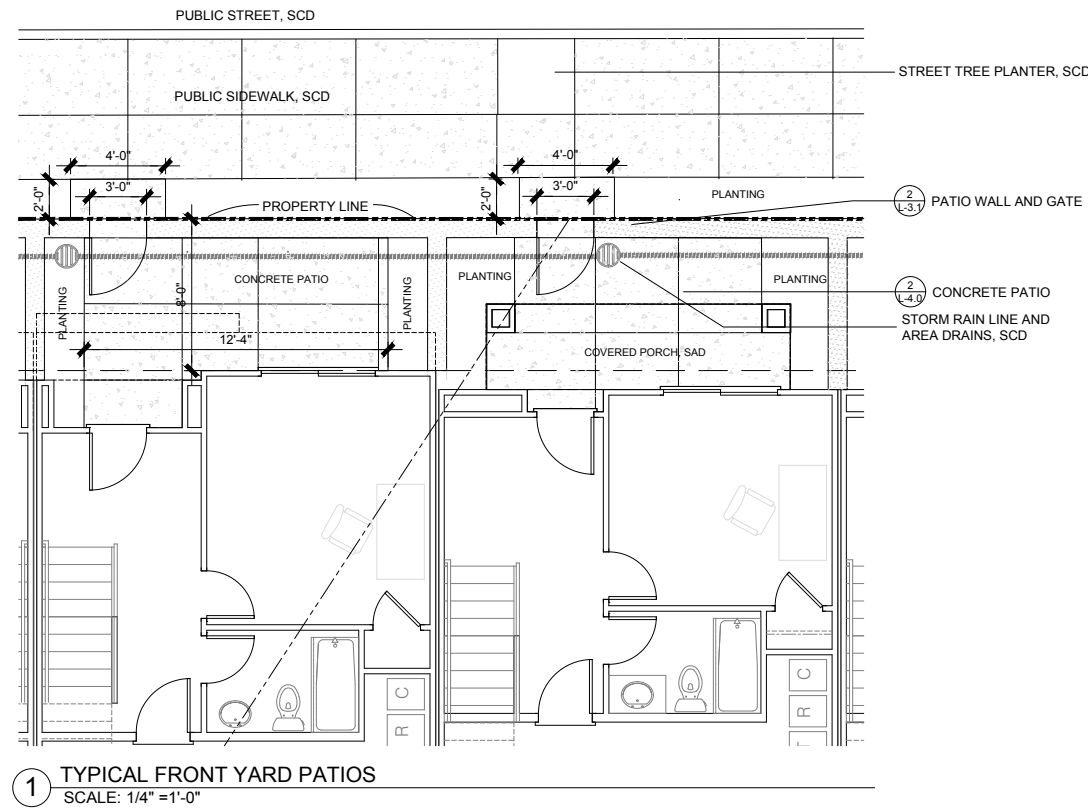 PUBLIC STREET, SCD
STREET TREE PLANTER, SCD
PUBLIC SIDEWALK, SCD
4'-0"
4'-0"
3'-0"
3'-0"
2'-0"
2'-0"
PLANTING
PROPERTY LINE
2
L-3.1
PATIO WALL AND GATE
CONCRETE PATIO
PLANTING
PLANTING
PLANTING
PLANTING
8'-0"
2
L-4.0
CONCRETE PATIO
STORM RAIN LINE AND
AREA DRAINS, SCD
12'-4"
COVERED PORCH, SAD
C
R
C
R
T
1
TYPICAL FRONT YARD PATIOS
SCALE: 1/4" =1'-0"